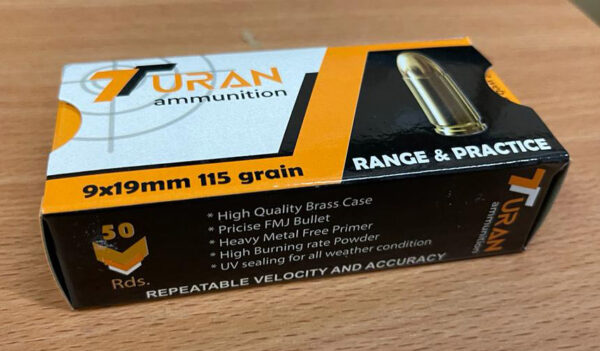 TURAN
ammunition
9x19mm 115 grain
RANGE & PRACTICE
50
Rds.
* High Quality Brass Case
* Pricise FMJ Bullet
* Heavy Metal Free Primer
* High Burning rate Powder
* UV sealing for all weather condition
REPEATABLE VELOCITY AND ACCURACY
TURAN
ammunition